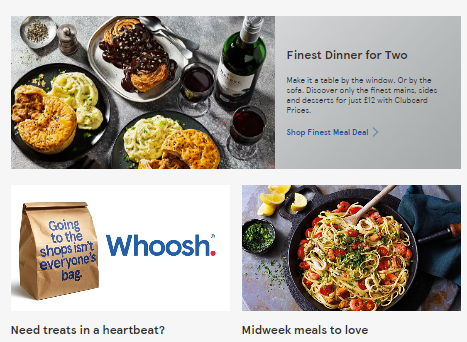 Finest Dinner for Two
Make it a table by the window. Or by the
sofa. Discover only the finest mains, sides
and desserts for just £12 with Clubcard
Prices.
Shop Finest Meal Deal
Going
to the
shops isn't
everyone's
bag.
Whoosh.
Need treats in a heartbeat?
Midweek meals to love